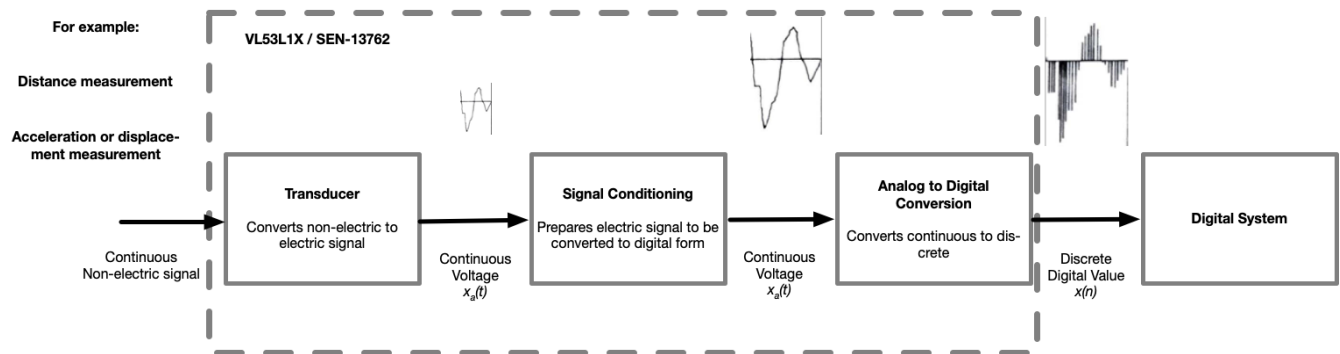 For example:
Distance measurement
Acceleration or displace-
ment measurement
VL53L1X / SEN-13762
Transducer
Converts non-electric to
electric signal
Signal Conditioning
Prepares electric signal to be
converted to digital form
Analog to Digital
Conversion
Converts continuous to dis-
crete
Digital System
Continuous
Non-electric signal
Continuous
Voltage
xa(t)
Continuous
Voltage
xa(t)
Discrete
Digital Value
x(n)